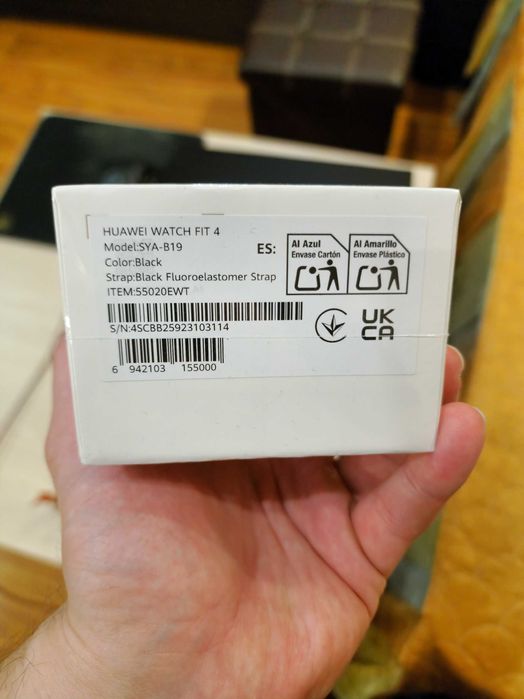 HUAWEI WATCH FIT 4
Model:SYA-B19
Color:Black
Strap:Black Fluoroelastomer Strap
ITEM:55020EWT
S/N:4SCBB25923103114
6 942103 155000
ES:
Al Azul
Envase Cartón
Al Amarillo
Envase Plástico
UK
CA